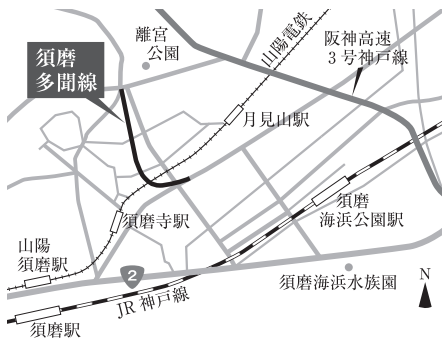 離宮
公園
山陽電鉄
阪神高速
3号神戸線
須磨
多聞線
月見山駅
須磨寺駅
須磨
海浜公園駅
山陽
須磨駅
2
JR神戸線
須磨海浜水族園
須磨駅
N